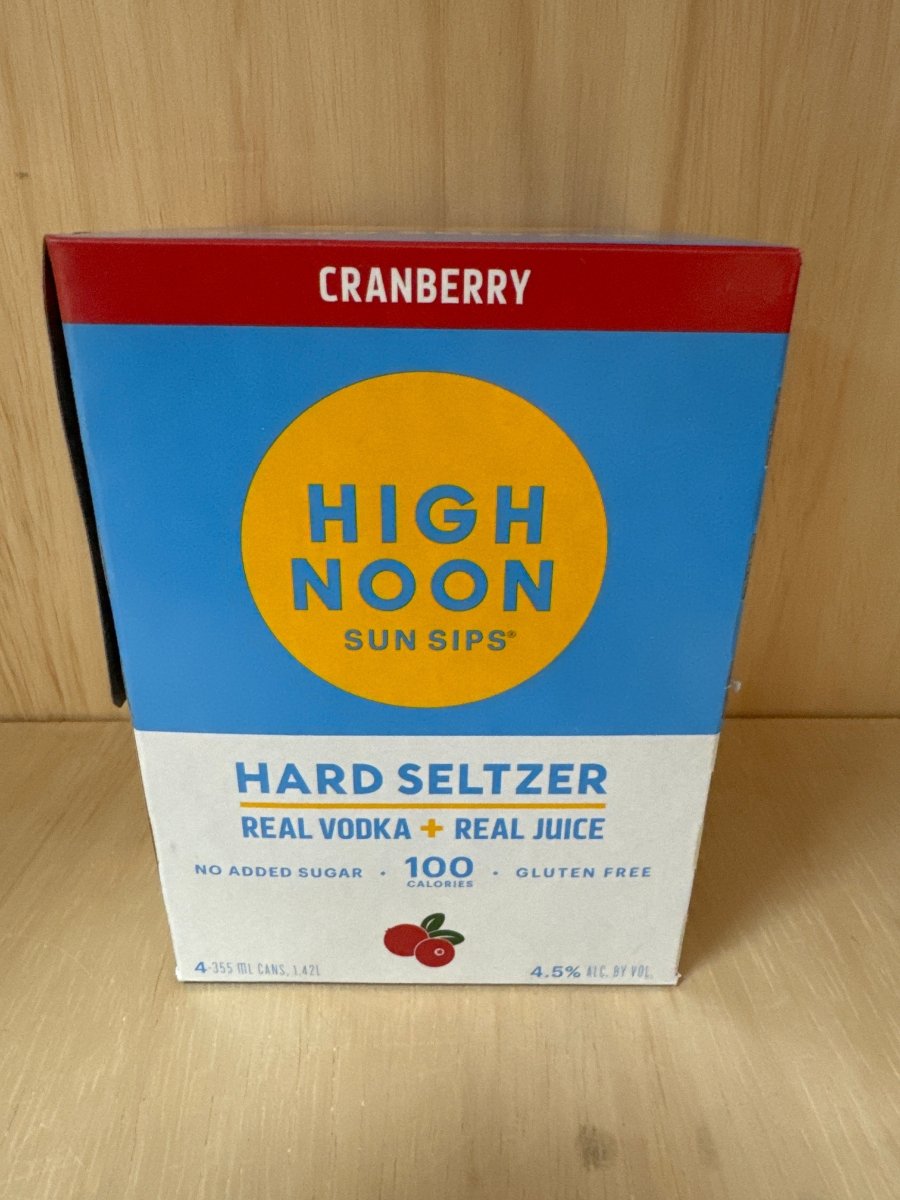 CRANBERRY
HIGH
NOON
SUN SIPS®
HARD SELTZER
REAL VODKA + REAL JUICE
NO ADDED SUGAR • 100 CALORIES • GLUTEN FREE
4-355 ML CANS, 1.42L
4.5% ALC. BY VOL.